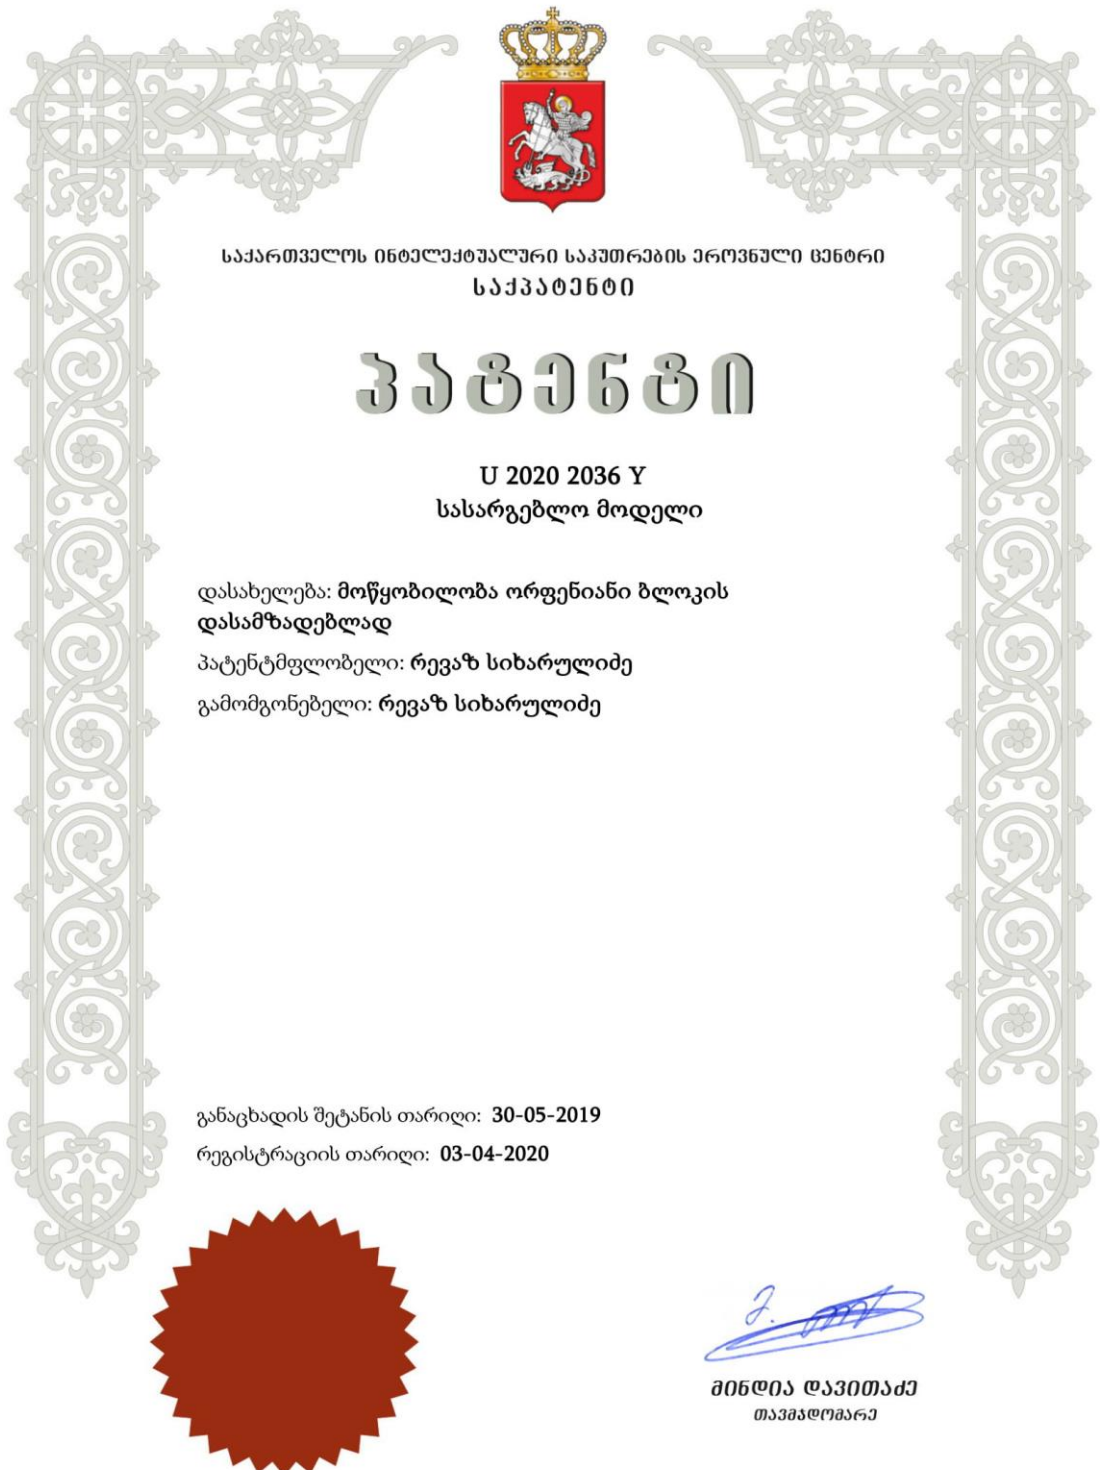 საქართველოს ინტელექტუალური საკუთრების ეროვნული ცენტრი
საქპატენტი
პატენტი
U 2020 2036 Y
სასარგებლო მოდელი
დასახელება: მოწყობილობა ორფენიანი ბლოკის
დასამზადებლად
პატენტმფლობელი: რევაზ სიხარულიძე
გამომგონებელი: რევაზ სიხარულიძე
განაცხადის შეტანის თარიღი: 30-05-2019
რეგისტრაციის თარიღი: 03-04-2020
მინდია დავითაძე
თავმჯდომარე